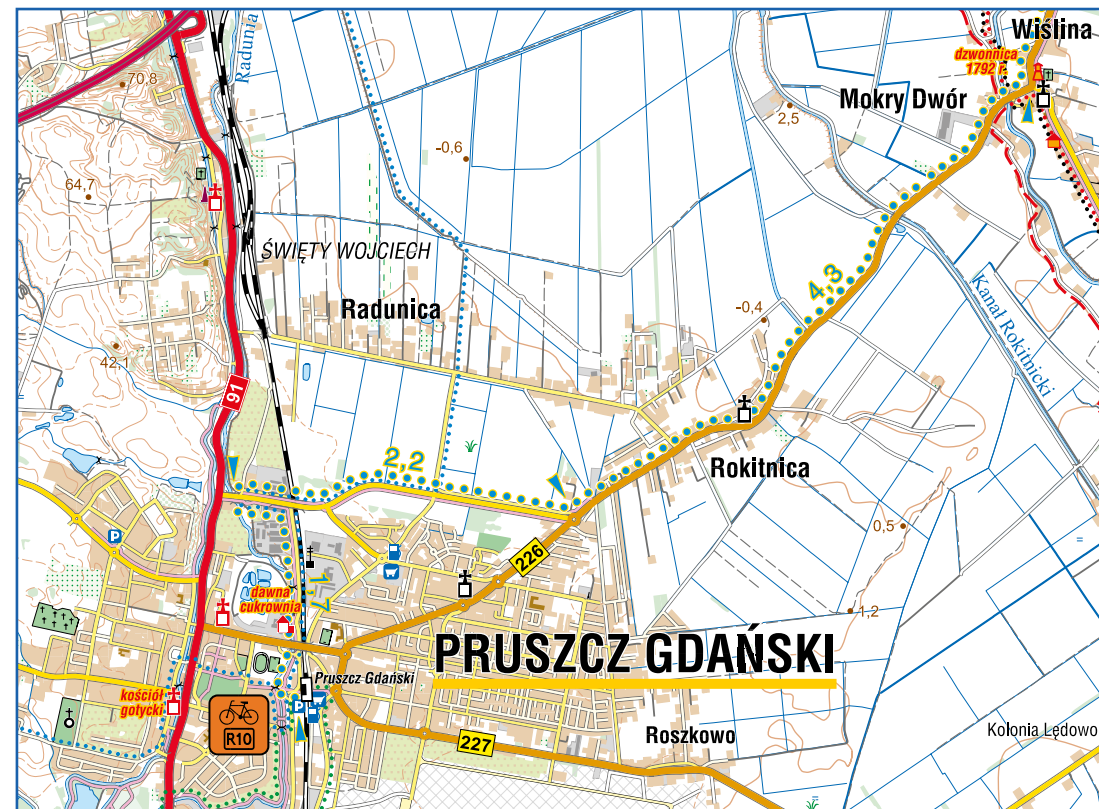 Wiślina
dzwonnica
1792 r.
Radunia
70,8
Mokry Dwór
2,5
-0,6
64,7
ŚWIĘTY WOJCIECH
4,3
Kanał Rokitnicki
Radunica
-0,4
42,1
91
2,2
Rokitnica
P
0,5
226
1,7
dawna
cukrownia
1,2
PRUSZCZ GDAŃSKI
Pruszcz Gdański
kościół
gotycki
P
R10
227
Roszkowo
Kolonia Lędowo